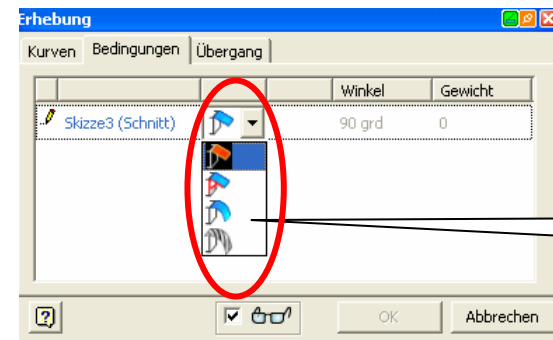 Erhebung
Kurven Bedingungen Übergang
Winkel Gewicht
Skizze3 (Schnitt) 90 grd 0
OK Abbrechen